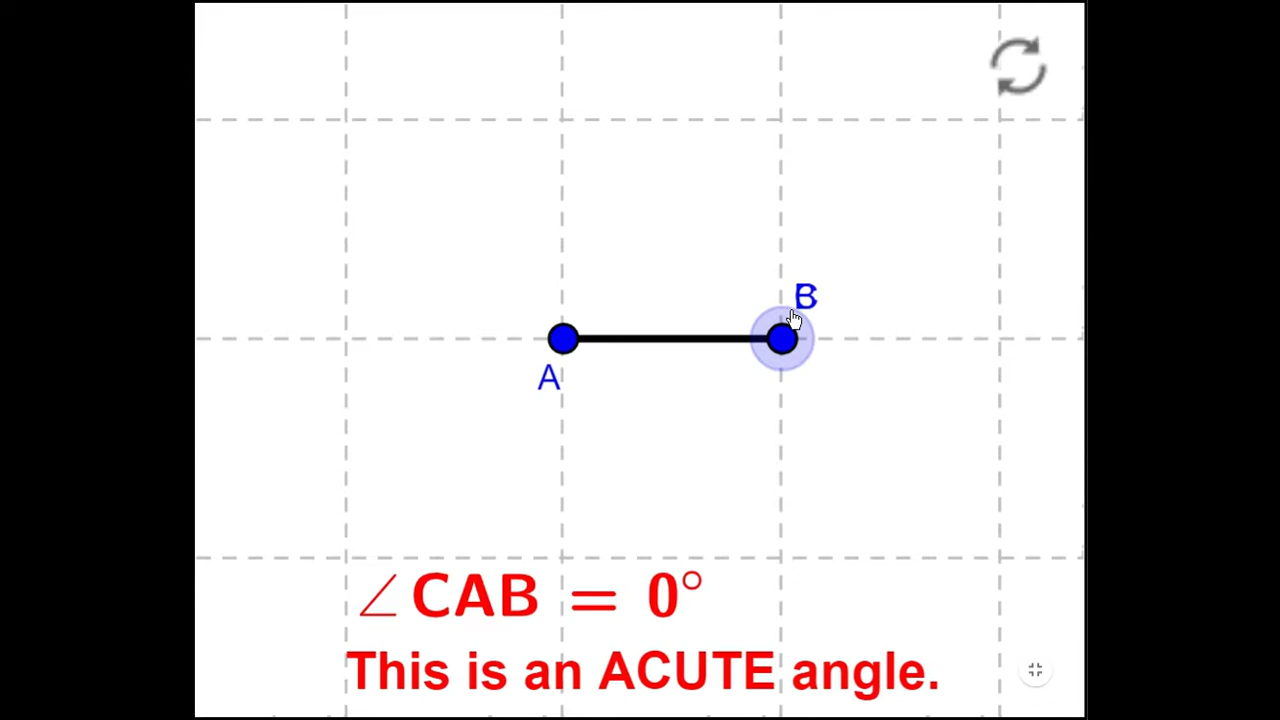 B
A
∠CAB = 0°
This is an ACUTE angle.